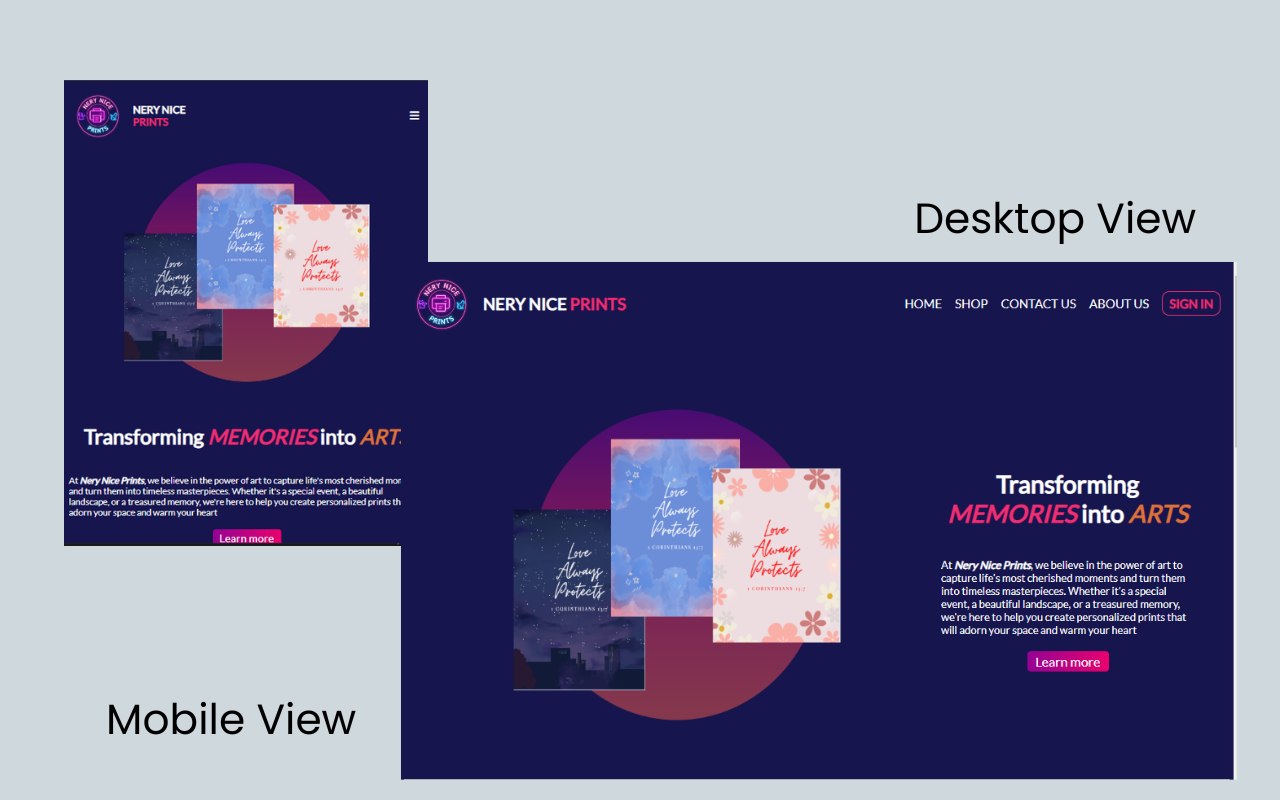 NERY NICE
PRINTS
NERY NICE
PRINTS
Love
Always
Protects
1 CORINTHIANS 13:7
Love
Always
Protects
1 CORINTHIANS 13:7
Love
Always
Protects
Transforming MEMORIES into ART
At Nery Nice Prints, we believe in the power of art to capture life's most cherished mor
and turn them into timeless masterpieces. Whether it's a special event, a beautiful
landscape, or a treasured memory, we're here to help you create personalized prints th
adorn your space and warm your heart
Learn more
Mobile View
Desktop View
NERY NICE
PRINTS
NERY NICE PRINTS
HOME SHOP CONTACT US ABOUT US SIGN IN
Love
Always
Protects
1 CORINTHIANS 13:7
Love
Always
Protects
1 CORINTHIANS 13:7
Love
Always
Protects
1 CORINTHIANS 13:7
Transforming
MEMORIES into ARTS
At Nery Nice Prints, we believe in the power of art to
capture life's most cherished moments and turn them
into timeless masterpieces. Whether it's a special
event, a beautiful landscape, or a treasured memory,
we're here to help you create personalized prints that
will adorn your space and warm your heart
Learn more